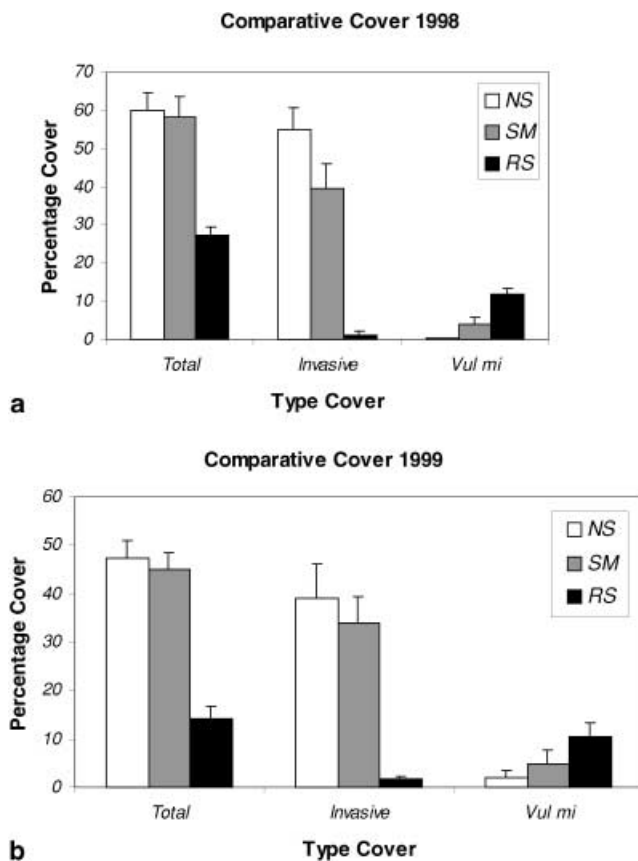 Comparative Cover 1998
Percentage Cover
70
60
50
40
30
20
10
0
NS
SM
RS
Total Invasive Vul mi
Type Cover
a
Comparative Cover 1999
Percentage Cover
60
50
40
30
20
10
0
NS
SM
RS
Total Invasive Vul mi
Type Cover
b